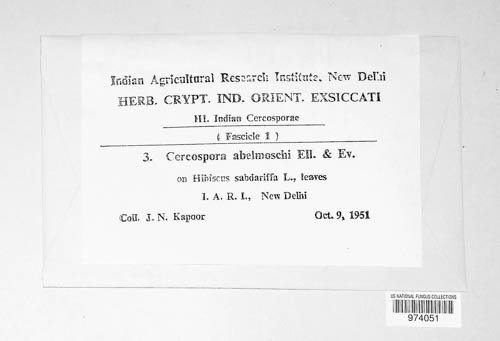 Indian Agricultural Research Institute, New Delhi
HERB. CRYPT. IND. ORIENT. EXSICCATI
HI. Indian Cercosporae
( Fascicle 1 )
3. Cercospora abelmoschi Ell. & Ev.
on Hibiscus sabdariffa L., leaves
I. A. R. I., New Delhi
Coll. J. N. Kapoor Oct. 9, 1951
US NATIONAL FUNGUS COLLECTIONS
974051